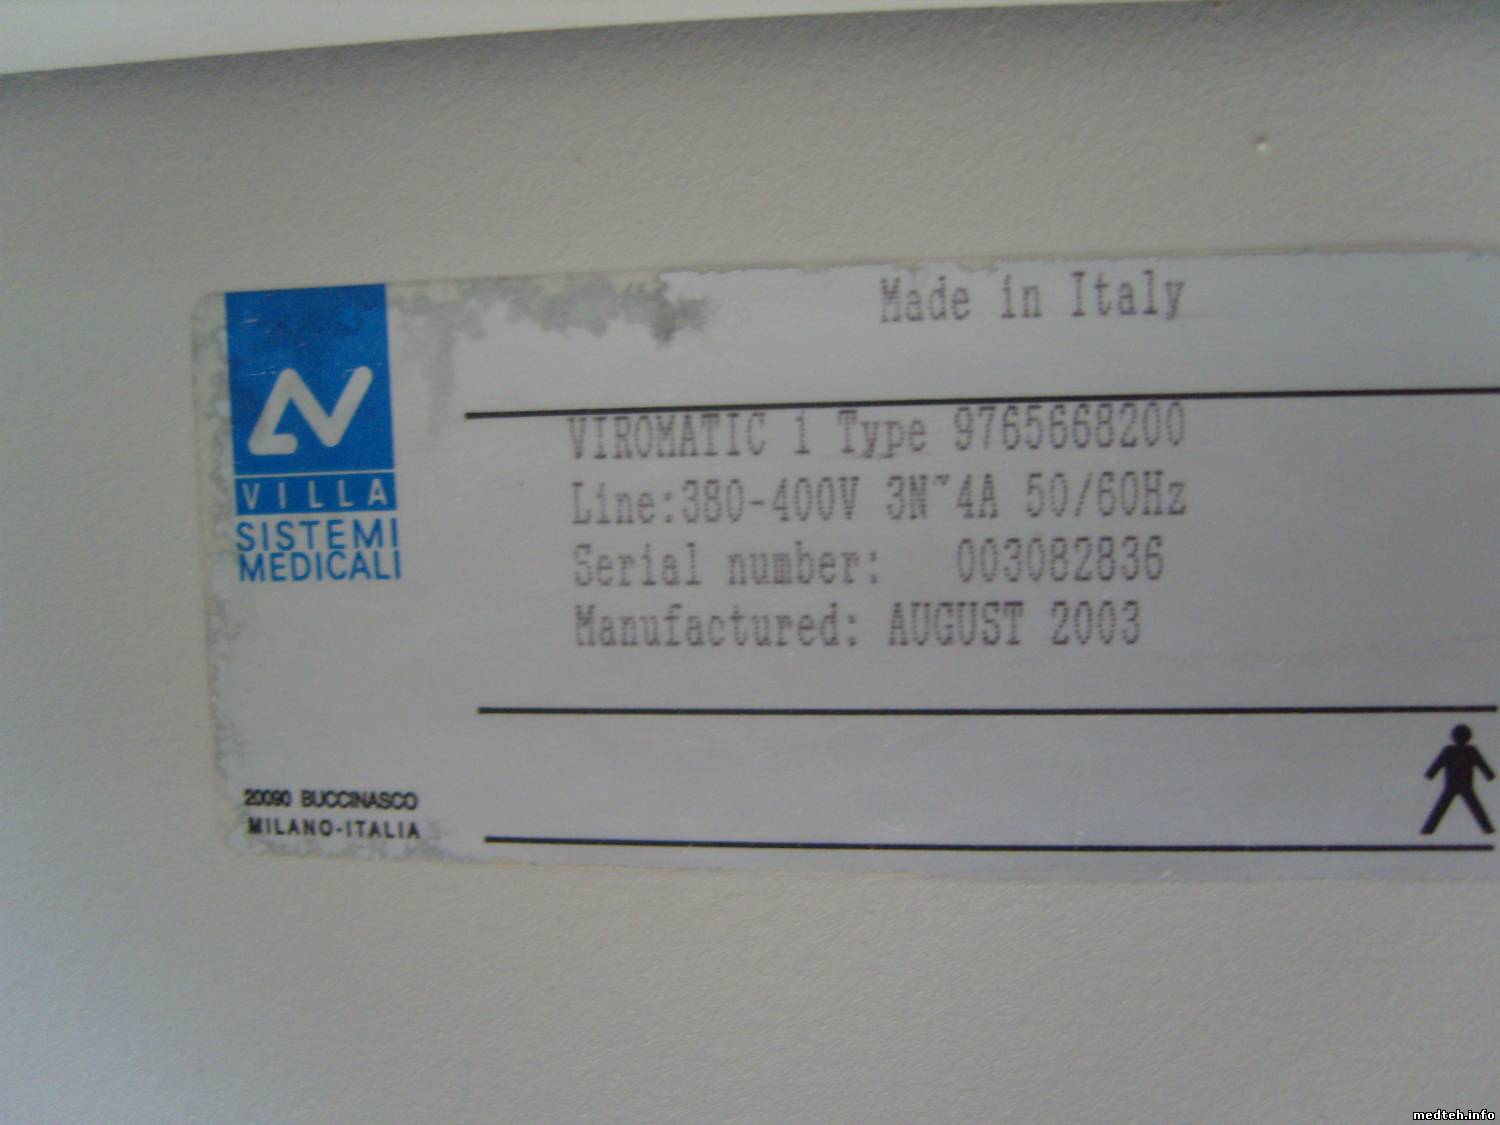 Made in Italy
VILLA
SISTEMI
MEDICALI
VIROMATIC i Type 9765668200
Line:380-400V 3N~4A 50/60Hz
Serial number: 003082836
Manufactured: AUGUST 2003
20090 BUCCINASCO
MILANO-ITALIA
medteh.info